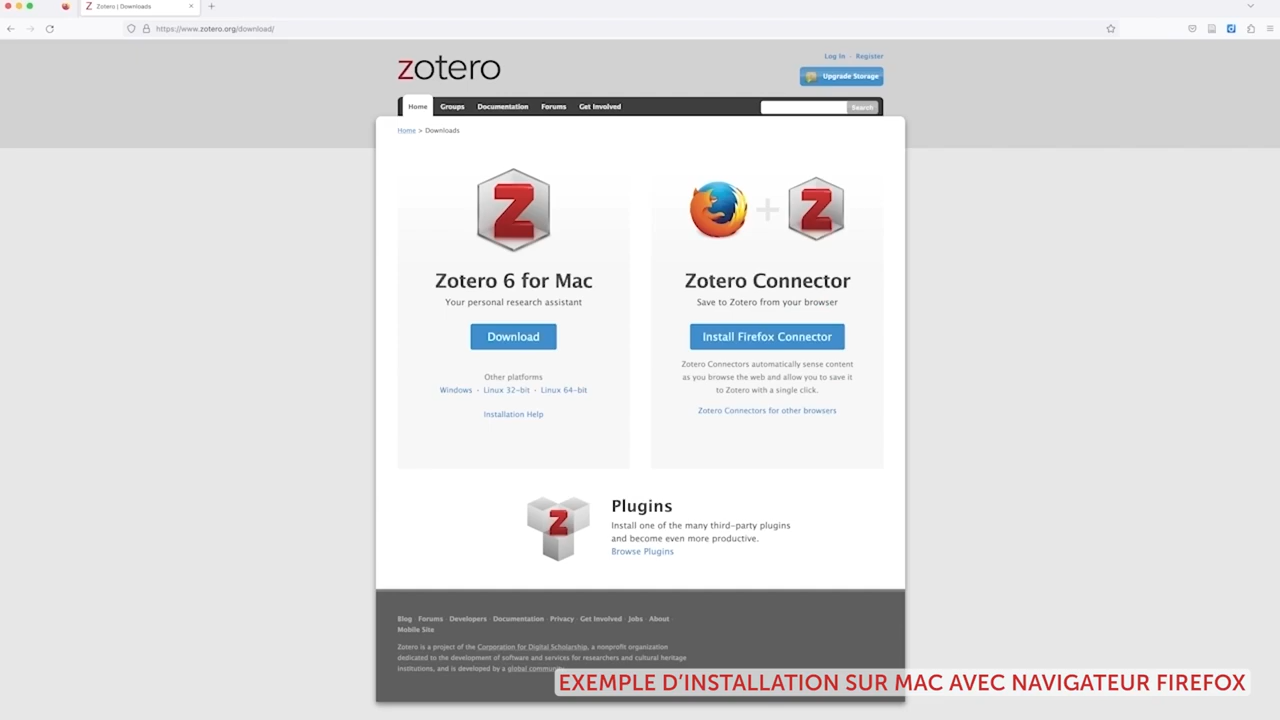 Zotero | Downloads
https://www.zotero.org/download/
zotero
Log In · Register
Upgrade Storage
Home Groups Documentation Forums Get Involved Search
Home > Downloads
Zotero 6 for Mac
Your personal research assistant
Download
Other platforms
Windows · Linux 32-bit · Linux 64-bit
Installation Help
Zotero Connector
Save to Zotero from your browser
Install Firefox Connector
Zotero Connectors automatically sense content
as you browse the web and allow you to save it
to Zotero with a single click.
Zotero Connectors for other browsers
Plugins
Install one of the many third-party plugins
and become even more productive.
Browse Plugins
Blog Forums Developers Documentation Privacy Get Involved Jobs About
Mobile Site
Zotero is a project of the Corporation for Digital Scholarship, a nonprofit organization
dedicated to the development of software and services for researchers and cultural heritage
institutions, and is developed by a global community.
EXEMPLE D'INSTALLATION SUR MAC AVEC NAVIGATEUR FIREFOX